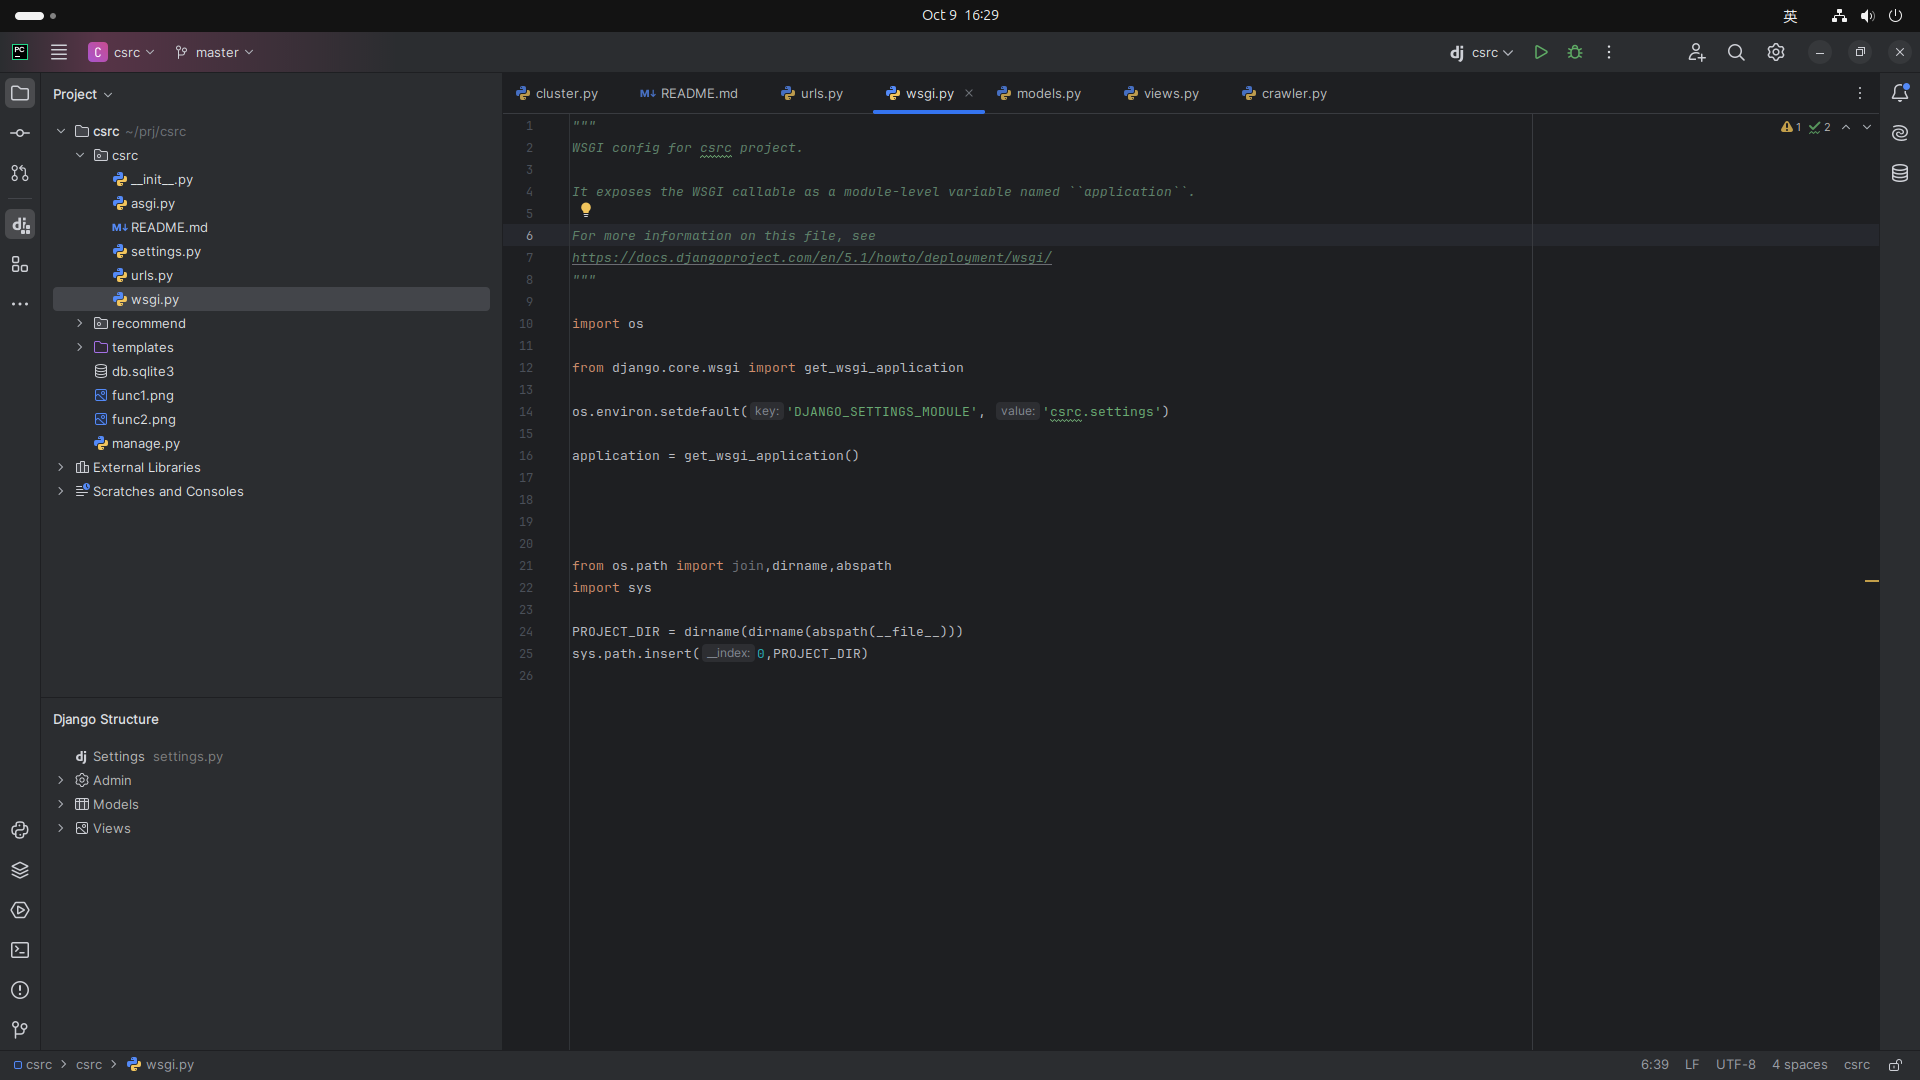 Oct 9 16:29
英
PC
C csrc
master
dj csrc
Project
csrc ~/prj/csrc
csrc
__init__.py
asgi.py
README.md
settings.py
urls.py
wsgi.py
recommend
templates
db.sqlite3
func1.png
func2.png
manage.py
External Libraries
Scratches and Consoles
Django Structure
dj Settings settings.py
Admin
Models
Views
cluster.py
README.md
urls.py
wsgi.py
models.py
views.py
crawler.py
1 2
1 """
2 WSGI config for csrc project.
3
4 It exposes the WSGI callable as a module-level variable named ``application``.
5
6 For more information on this file, see
7 https://docs.djangoproject.com/en/5.1/howto/deployment/wsgi/
8 """
9
10 import os
11
12 from django.core.wsgi import get_wsgi_application
13
14 os.environ.setdefault( key: 'DJANGO_SETTINGS_MODULE', value: 'csrc.settings')
15
16 application = get_wsgi_application()
17
18
19
20
21 from os.path import join,dirname,abspath
22 import sys
23
24 PROJECT_DIR = dirname(dirname(abspath(__file__)))
25 sys.path.insert( __index: 0,PROJECT_DIR)
26
csrc > csrc > wsgi.py
6:39 LF UTF-8 4 spaces csrc